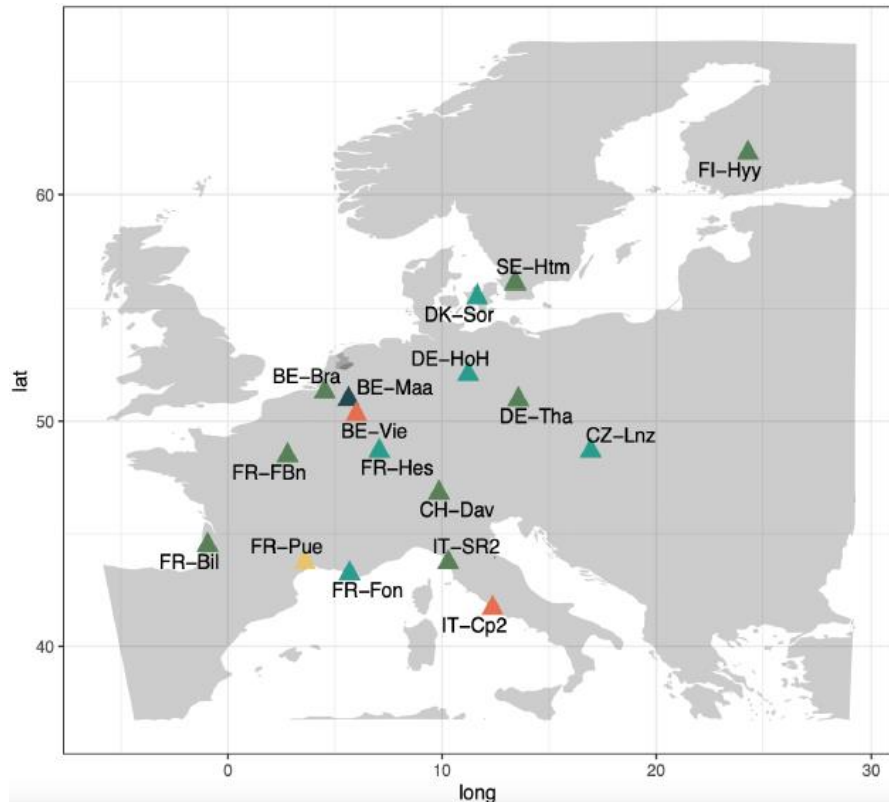 FI-Hyy
60
SE-Htm
DK-Sor
DE-HoH
BE-Bra
BE-Maa
DE-Tha
BE-Vie
CZ-Lnz
50
FR-FBn
FR-Hes
CH-Dav
FR-Pue
IT-SR2
FR-Bil
FR-Fon
IT-Cp2
40
lat
0
10
20
30
long